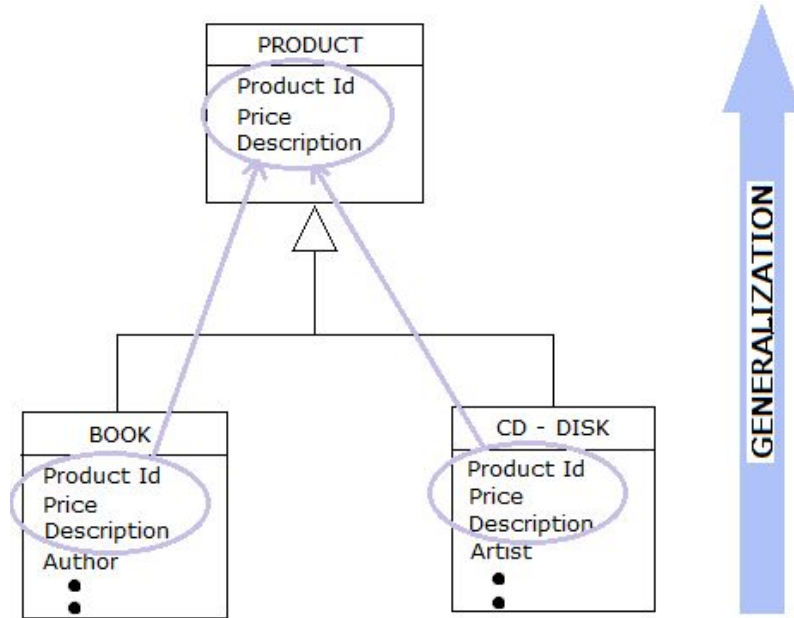 PRODUCT
Product Id
Price
Description
BOOK
Product Id
Price
Description
Author
CD - DISK
Product Id
Price
Description
Artist
GENERALIZATION